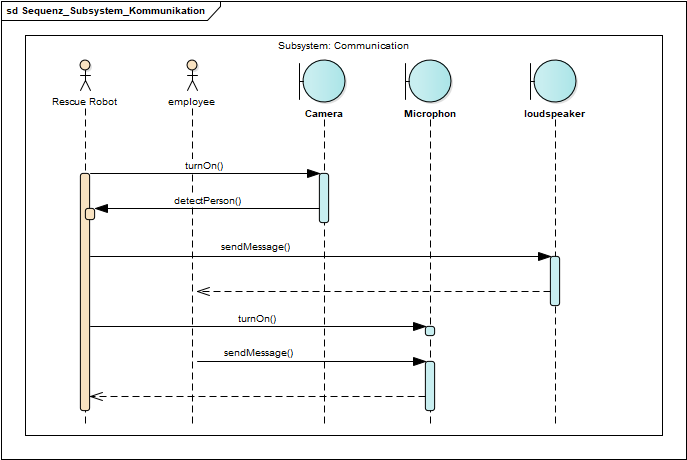 sd Sequenz_Subsystem_Kommunikation
Subsystem: Communication
Rescue Robot
employee
Camera
Microphon
loudspeaker
turnOn()
detectPerson()
sendMessage()
turnOn()
sendMessage()